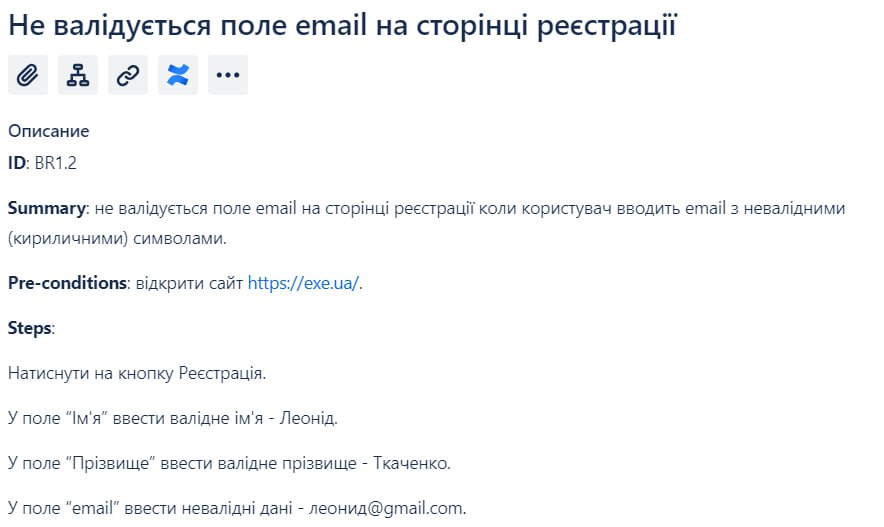 Не валідується поле email на сторінці реєстрації
Описание
ID: BR1.2
Summary: не валідується поле email на сторінці реєстрації коли користувач вводить email з невалідними
(кириличними) символами.
Pre-conditions: відкрити сайт https://exe.ua/.
Steps:
Натиснути на кнопку Реєстрація.
У поле “Ім'я” ввести валідне ім'я - Леонід.
У поле “Прізвище” ввести валідне прізвище - Ткаченко.
У поле “email” ввести невалідні дані - леонид@gmail.com.